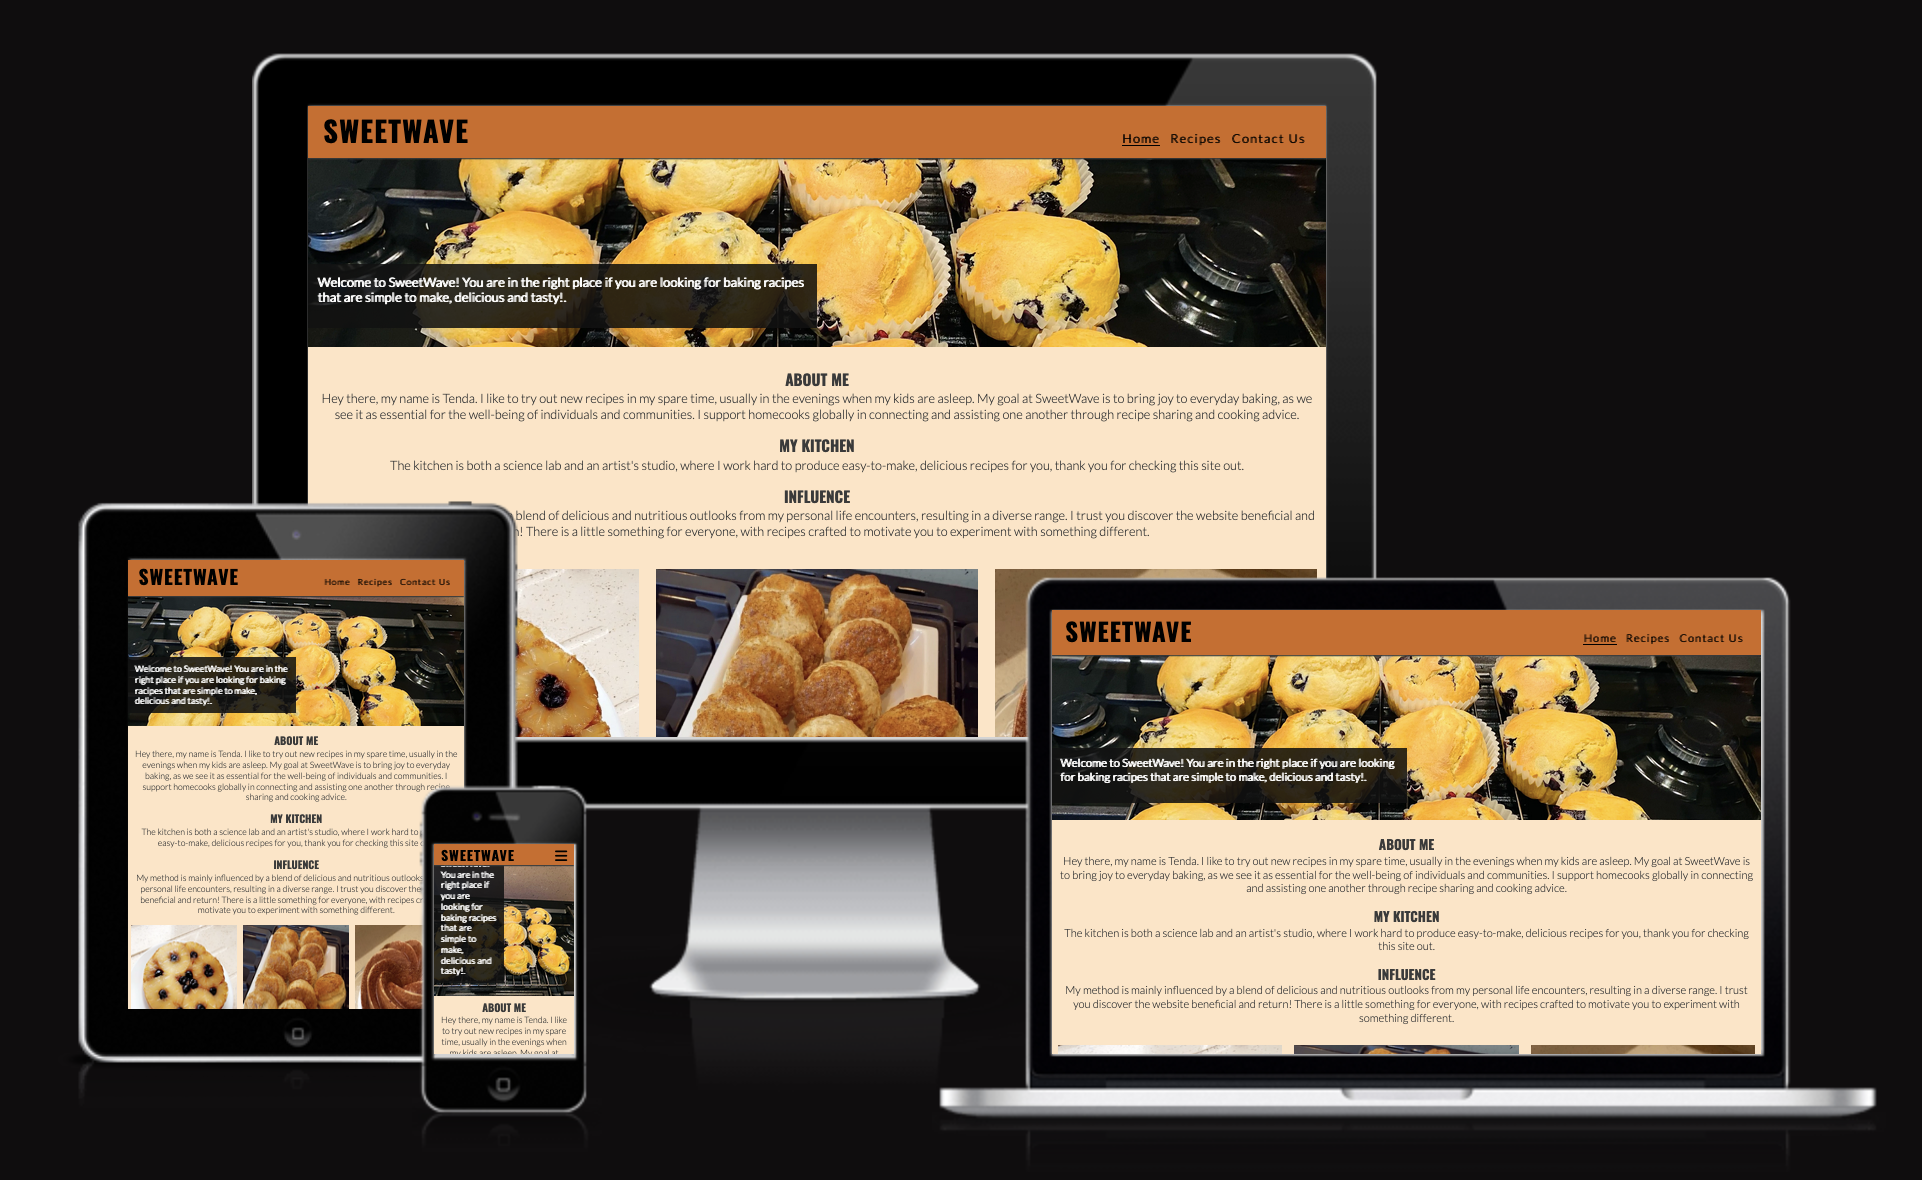 SWEETWAVE
Home Recipes Contact Us
Welcome to SweetWave! You are in the right place if you are looking for baking racipes
that are simple to make, delicious and tasty!.
ABOUT ME
Hey there, my name is Tenda. I like to try out new recipes in my spare time, usually in the evenings when my kids are asleep. My goal at SweetWave is to bring joy to everyday baking, as we
see it as essential for the well-being of individuals and communities. I support homecooks globally in connecting and assisting one another through recipe sharing and cooking advice.
MY KITCHEN
The kitchen is both a science lab and an artist's studio, where I work hard to produce easy-to-make, delicious recipes for you, thank you for checking this site out.
INFLUENCE
blend of delicious and nutritious outlooks from my personal life encounters, resulting in a diverse range. I trust you discover the website beneficial and
! There is a little something for everyone, with recipes crafted to motivate you to experiment with something different.
SWEETWAVE
Home Recipes Contact Us
Welcome to SweetWave! You are in the
right place if you are looking for baking
racipes that are simple to make,
delicious and tasty!.
ABOUT ME
Hey there, my name is Tenda. I like to try out new recipes in my spare time, usually in the
evenings when my kids are asleep. My goal at SweetWave is to bring joy to everyday
baking, as we see it as essential for the well-being of individuals and communities. I
support homecooks globally in connecting and assisting one another through recipe
sharing and cooking advice.
MY KITCHEN
The kitchen is both a science lab and an artist's studio, where I work hard to
easy-to-make, delicious recipes for you, thank you for checking this site
INFLUENCE
My method is mainly influenced by a blend of delicious and nutritious outlook
personal life encounters, resulting in a diverse range. I trust you discover the
beneficial and return! There is a little something for everyone, with recipes
motivate you to experiment with something different.
SWEETWAVE
You are in the
right place if
you are
looking for
baking racipes
that are
simple to
make,
delicious and
tasty!.
ABOUT ME
Hey there, my name is Tenda. I like
to try out new recipes in my spare
time, usually in the evenings when
my kids are asleep. My goal at
SWEETWAVE
Home Recipes Contact Us
Welcome to SweetWave! You are in the right place if you are looking
for baking racipes that are simple to make, delicious and tasty!.
ABOUT ME
Hey there, my name is Tenda. I like to try out new recipes in my spare time, usually in the evenings when my kids are asleep. My goal at SweetWave is
to bring joy to everyday baking, as we see it as essential for the well-being of individuals and communities. I support homecooks globally in connecting
and assisting one another through recipe sharing and cooking advice.
MY KITCHEN
The kitchen is both a science lab and an artist's studio, where I work hard to produce easy-to-make, delicious recipes for you, thank you for checking
this site out.
INFLUENCE
My method is mainly influenced by a blend of delicious and nutritious outlooks from my personal life encounters, resulting in a diverse range. I trust
you discover the website beneficial and return! There is a little something for everyone, with recipes crafted to motivate you to experiment with
something different.